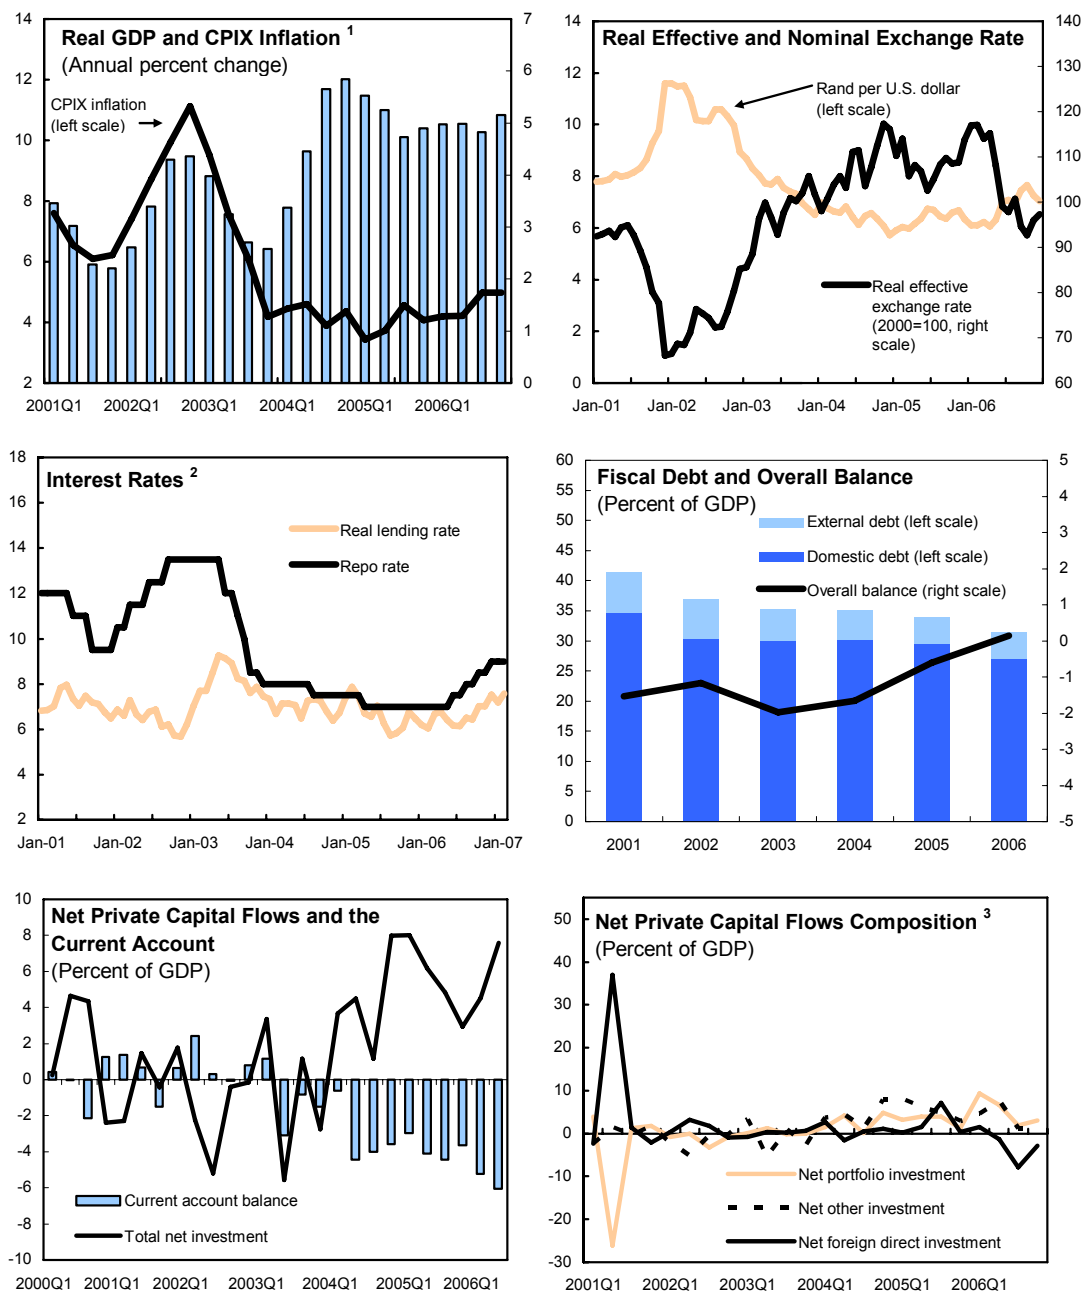 Real GDP and CPIX Inflation 1
(Annual percent change)
CPIX inflation
(left scale)
14
12
10
8
6
4
2
7
6
5
4
3
2
1
0
2001Q1 2002Q1 2003Q1 2004Q1 2005Q1 2006Q1
Real Effective and Nominal Exchange Rate
Rand per U.S. dollar
(left scale)
Real effective
exchange rate
(2000=100, right
scale)
14
12
10
8
6
4
2
0
140
130
120
110
100
90
80
70
60
Jan-01 Jan-02 Jan-03 Jan-04 Jan-05 Jan-06
Interest Rates 2
Real lending rate
Repo rate
18
16
14
12
10
8
6
4
2
Jan-01 Jan-02 Jan-03 Jan-04 Jan-05 Jan-06 Jan-07
Fiscal Debt and Overall Balance
(Percent of GDP)
External debt (left scale)
Domestic debt (left scale)
Overall balance (right scale)
60
55
50
45
40
35
30
25
20
15
10
5
0
5
4
3
2
1
0
-1
-2
-3
-4
-5
2001 2002 2003 2004 2005 2006
Net Private Capital Flows and the
Current Account
(Percent of GDP)
Current account balance
Total net investment
10
8
6
4
2
0
-2
-4
-6
-8
-10
2000Q1 2001Q1 2002Q1 2003Q1 2004Q1 2005Q1 2006Q1
Net Private Capital Flows Composition 3
(Percent of GDP)
Net portfolio investment
Net other investment
Net foreign direct investment
50
40
30
20
10
0
-10
-20
-30
2001Q1 2002Q1 2003Q1 2004Q1 2005Q1 2006Q1